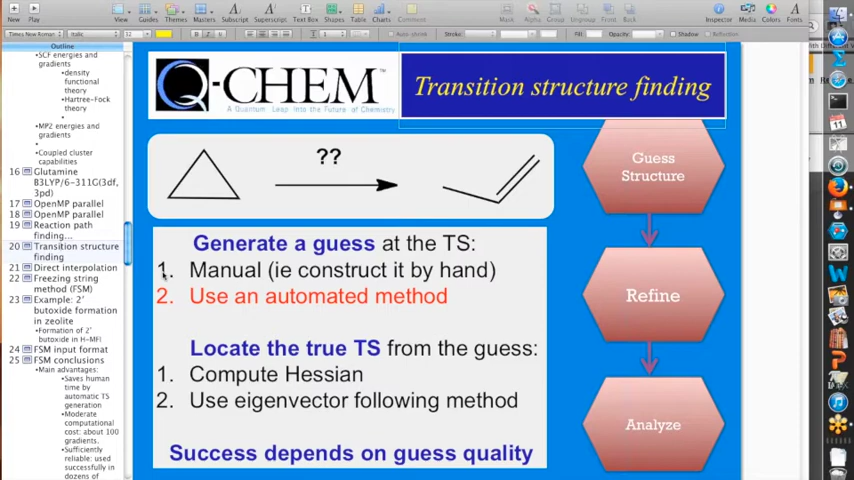 New
Play
View
Guides
Themes
Masters
Subscript
Superscript
Text Box
Shapes
Table
Charts
Comment
Mask
Alpha
Group
Ungroup
Front
Back
Inspector
Media
Colors
Fonts
Times New Roman
Italic
12
B I U
1
Auto-shrink
Stroke:
Fill:
Opacity:
Shadow
Reflection
Outline
SCF energies and
gradients
•density
functional
theory
•Hartree-Fock
theory
•
•MP2 energies and
gradients
•
•Coupled cluster
capabilities
16 Glutamine
B3LYP/6-311G(3df,
3pd)
17 OpenMP parallel
18 OpenMP parallel
19 Reaction path
finding...
20 Transition structure
finding
21 Direct interpolation
22 Freezing string
method (FSM)
23 Example: 2˚
butoxide formation
in zeolite
•Formation of 2˚
butoxide in H-MFI
24 FSM input format
25 FSM conclusions
•Main advantages:
•Saves human
time by
automatic TS
generation
•Moderate
computational
cost: about 100
gradients.
•Sufficiently
reliable: used
successfully in
dozens of
Q-CHEM™
A Quantum Leap Into the Future of Chemistry
Transition structure finding
??
Generate a guess at the TS:
1. Manual (ie construct it by hand)
2. Use an automated method
Locate the true TS from the guess:
1. Compute Hessian
2. Use eigenvector following method
Success depends on guess quality
Guess
Structure
Refine
Analyze